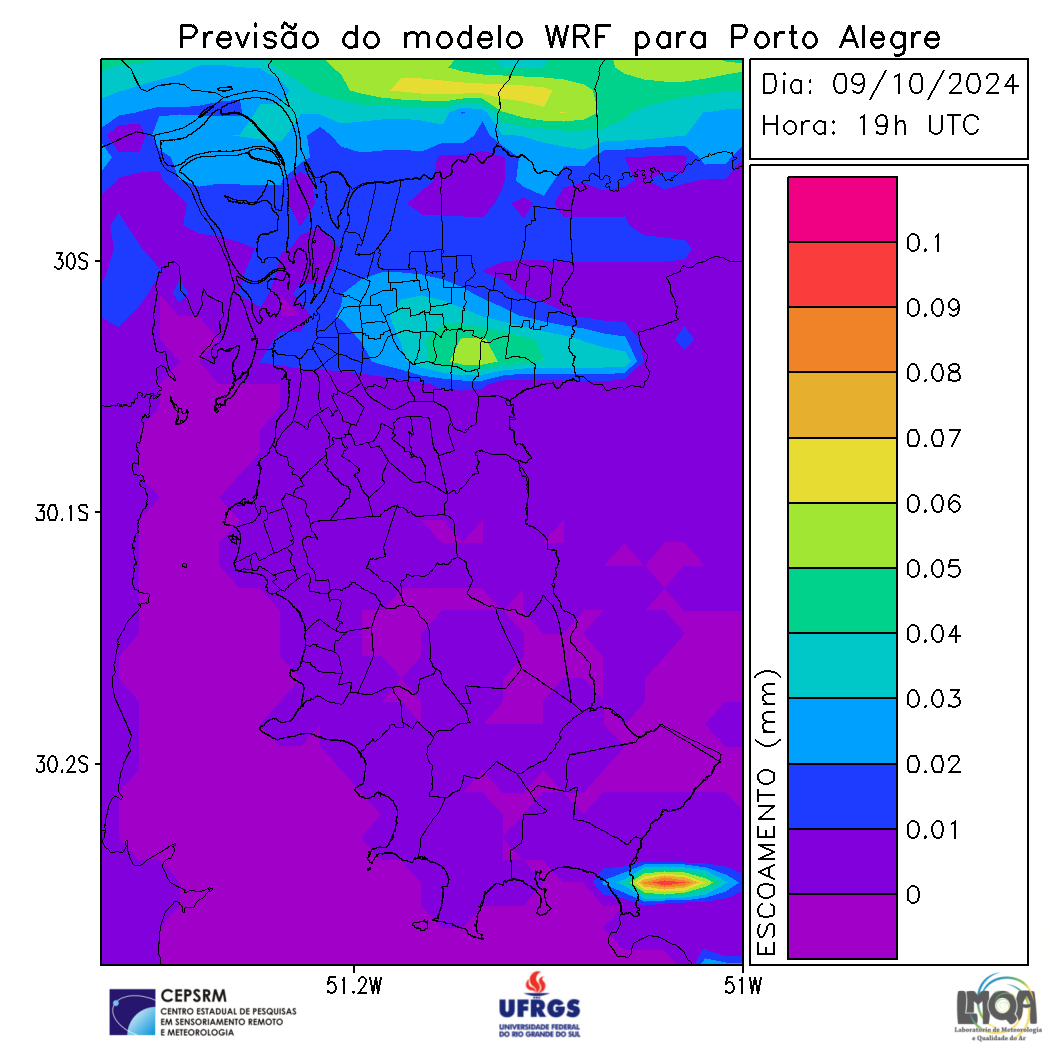 Previsão do modelo WRF para Porto Alegre
Dia: 09/10/2024
Hora: 19h UTC
30S
30.1S
30.2S
51.2W
51W
ESCOAMENTO (mm)
0.1
0.09
0.08
0.07
0.06
0.05
0.04
0.03
0.02
0.01
0
CEPSRM
CENTRO ESTADUAL DE PESQUISAS
EM SENSORIAMENTO REMOTO
E METEOROLOGIA
UFRGS
UNIVERSIDADE FEDERAL
DO RIO GRANDE DO SUL
LMQA
Laboratório de Meteorologia
e Qualidade do Ar